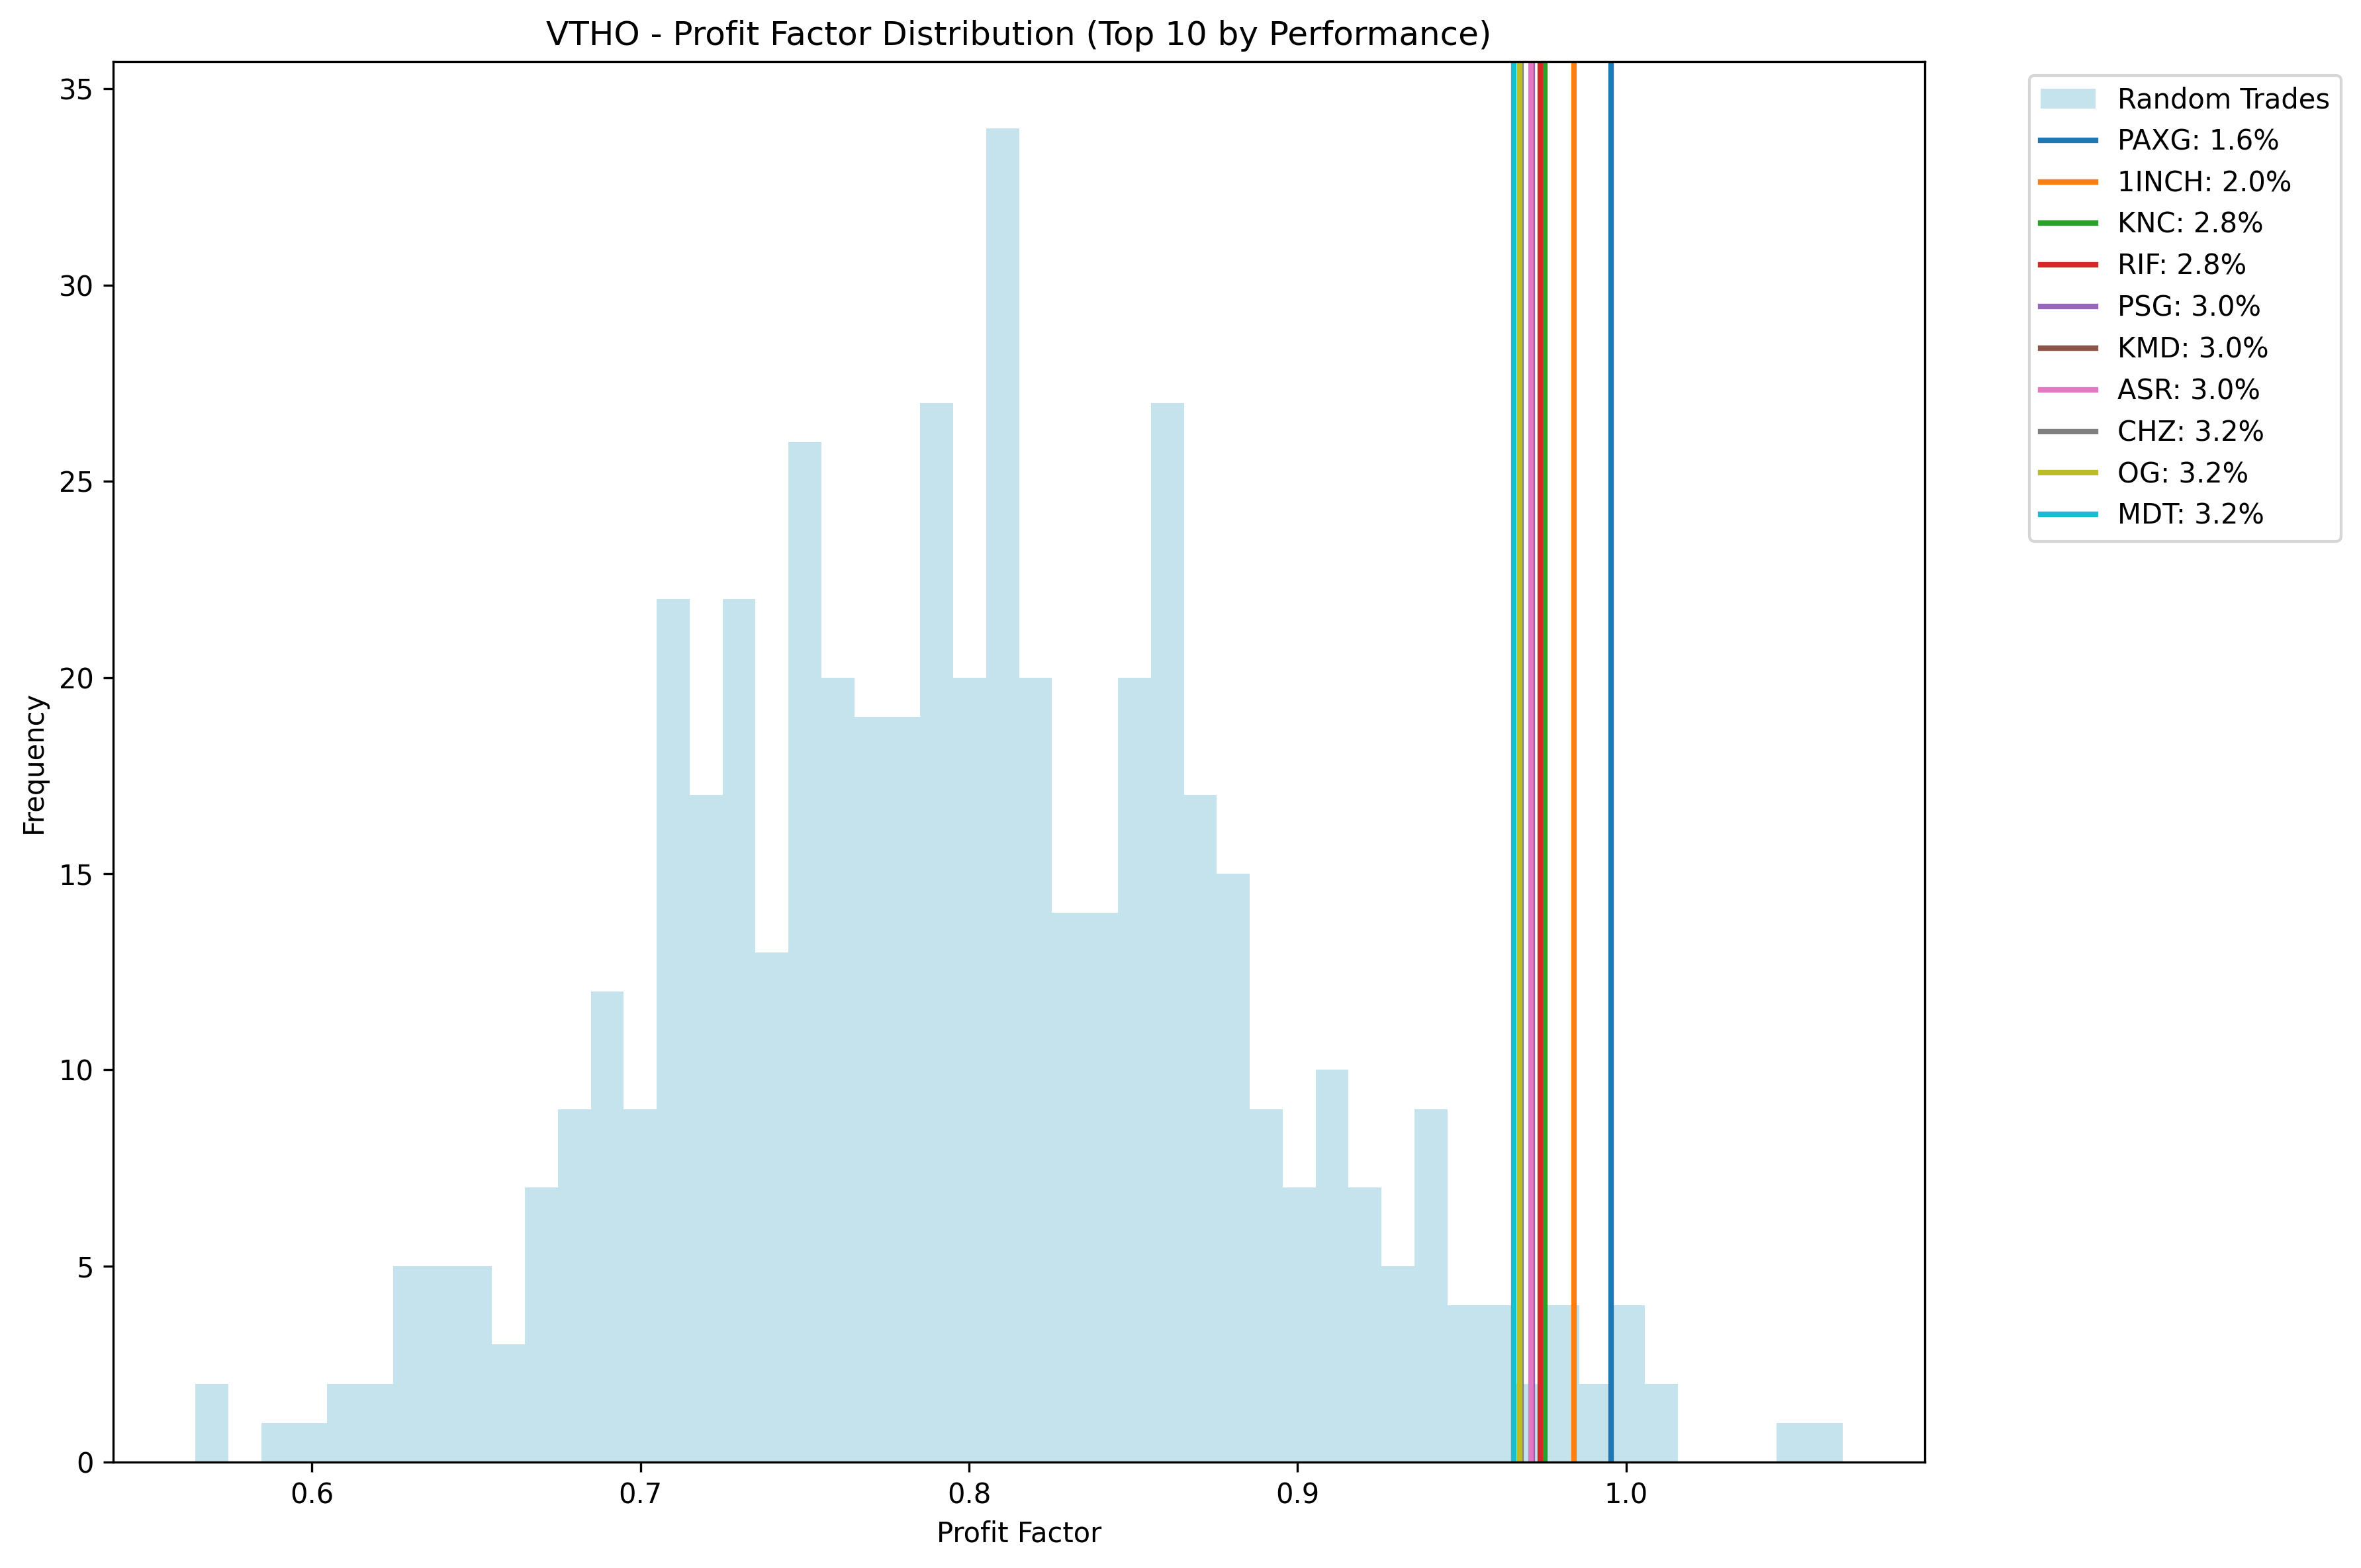 VTHO - Profit Factor Distribution (Top 10 by Performance)
35
30
25
20
15
10
5
0
Frequency
0.6 0.7 0.8 0.9 1.0
Profit Factor
Random Trades
PAXG: 1.6%
1INCH: 2.0%
KNC: 2.8%
RIF: 2.8%
PSG: 3.0%
KMD: 3.0%
ASR: 3.0%
CHZ: 3.2%
OG: 3.2%
MDT: 3.2%